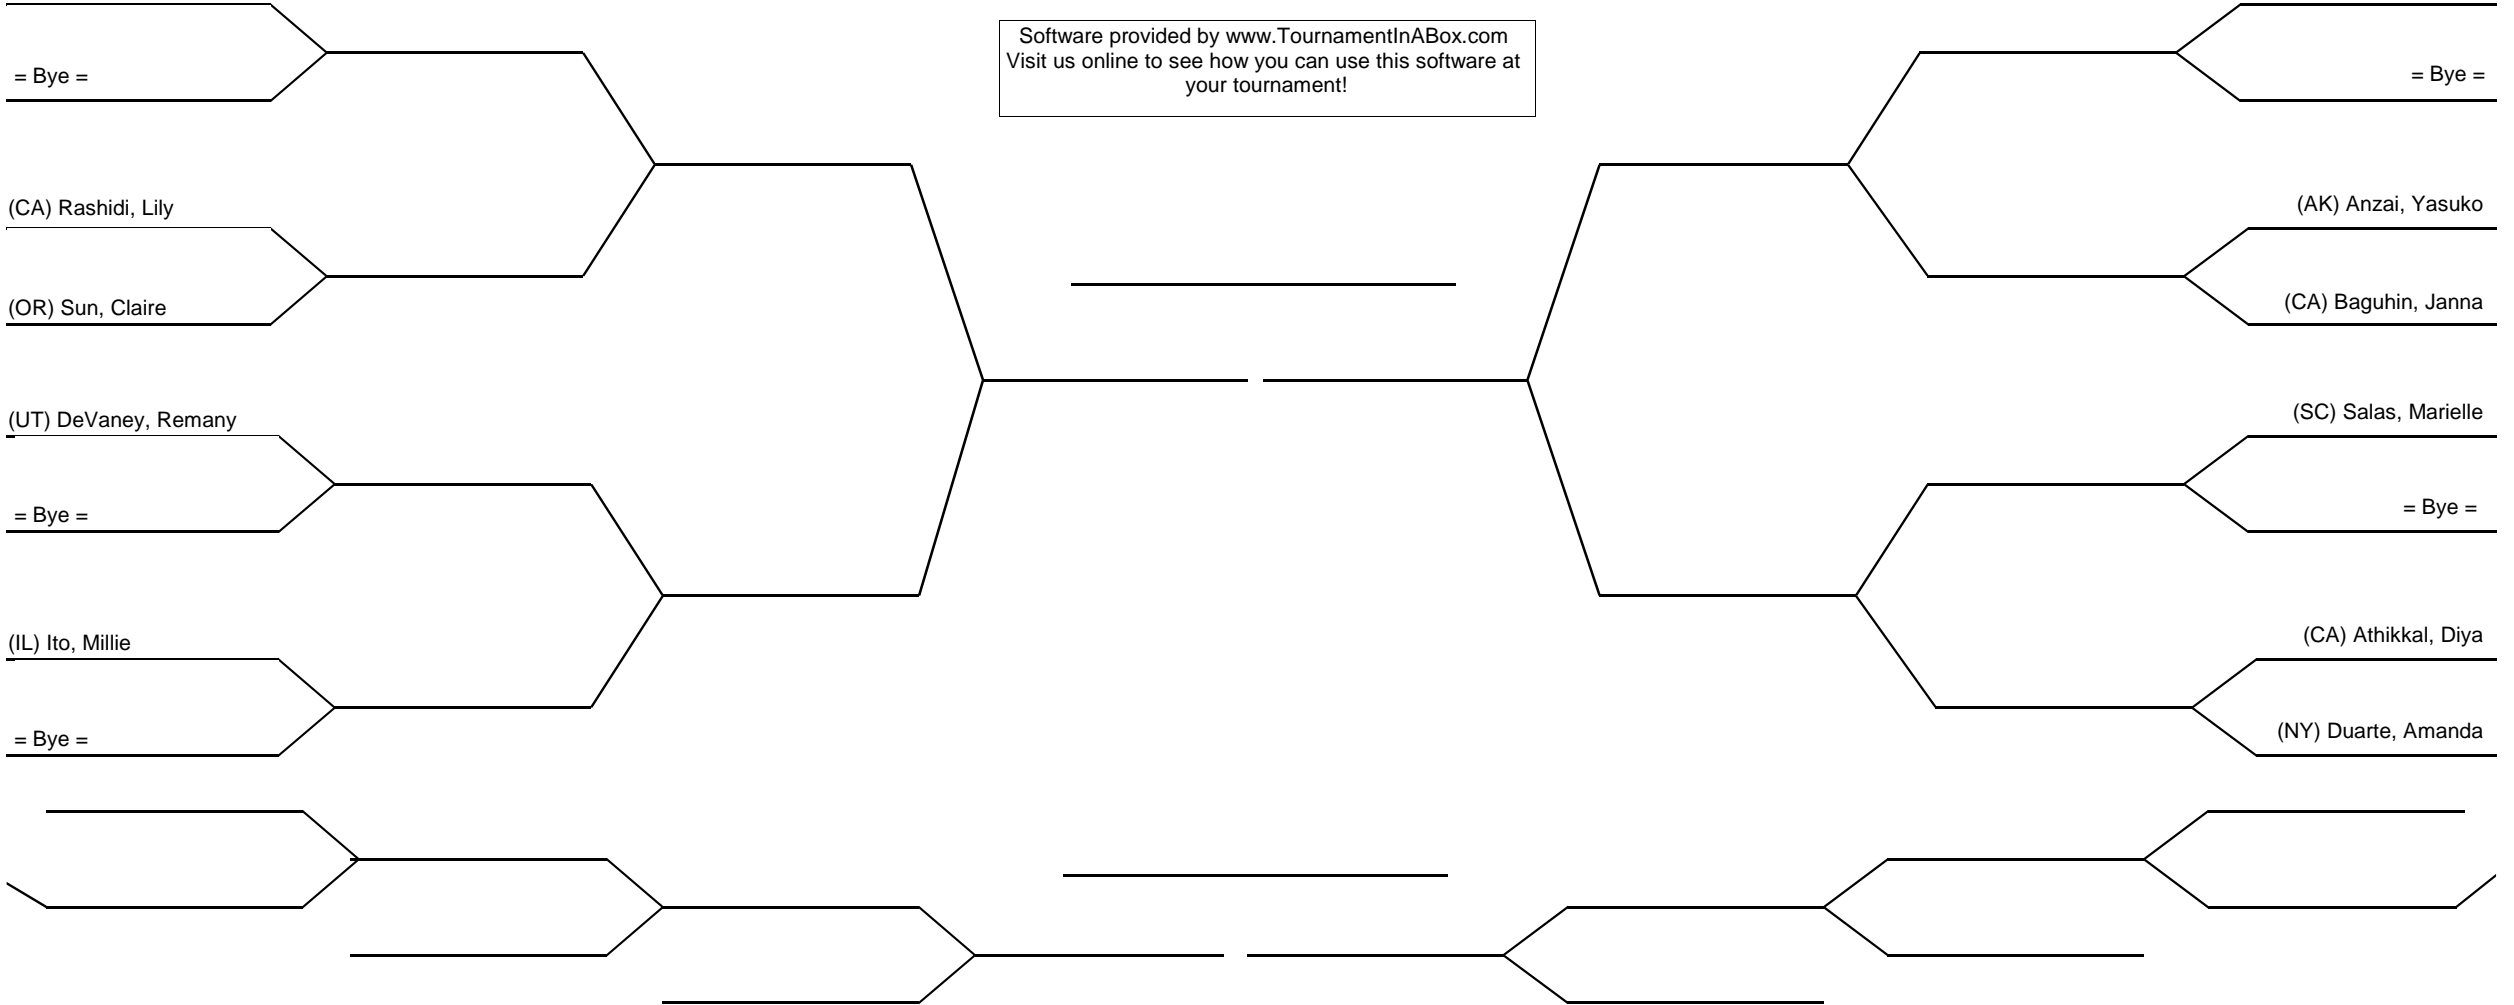 Software provided by www.TournamentInABox.com
Visit us online to see how you can use this software at
your tournament!
= Bye =
(CA) Rashidi, Lily
(OR) Sun, Claire
(UT) DeVaney, Remany
= Bye =
(IL) Ito, Millie
= Bye =
= Bye =
(AK) Anzai, Yasuko
(CA) Baguhin, Janna
(SC) Salas, Marielle
= Bye =
(CA) Athikkal, Diya
(NY) Duarte, Amanda